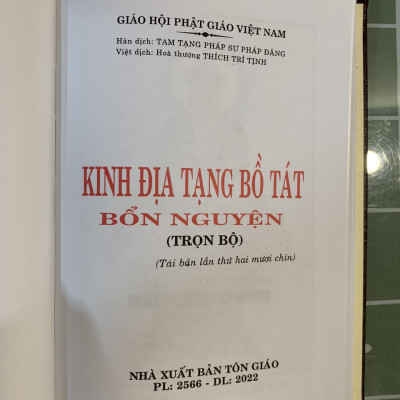 GIÁO HỘI PHẬT GIÁO VIỆT NAM
Hán dịch: TAM TẠNG PHÁP SƯ PHÁP ĐĂNG
Việt dịch: Hoà thượng THÍCH TRÍ TỊNH
KINH ĐỊA TẠNG BỒ TÁT
BỔN NGUYỆN
(TRỌN BỘ)
(Tái bản lần thứ hai mươi chín)
NHÀ XUẤT BẢN TÔN GIÁO
PL: 2566 - DL: 2022